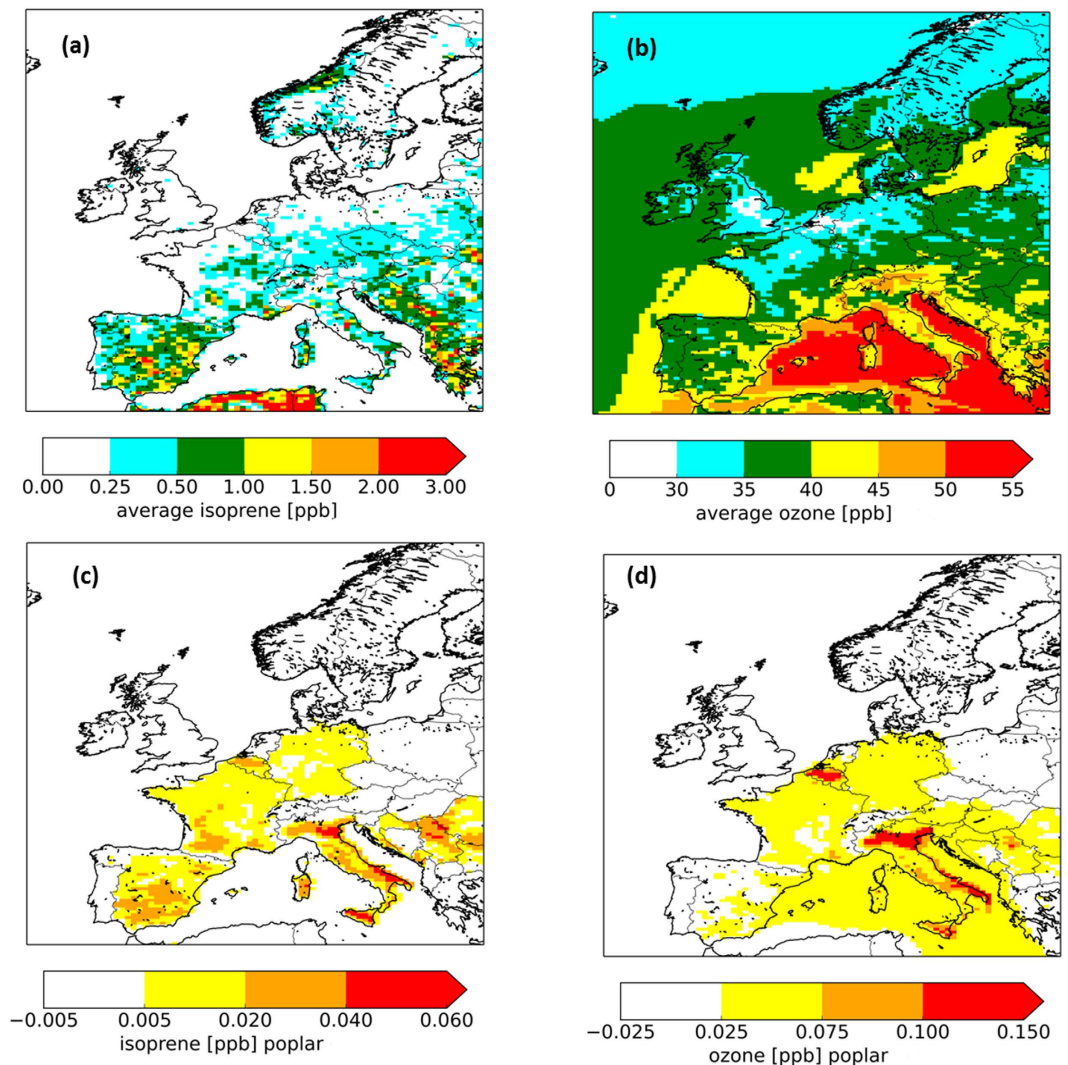 (a)
(b)
0.00 0.25 0.50 1.00 1.50 2.00 3.00
average isoprene [ppb]
0 30 35 40 45 50 55
average ozone [ppb]
(c)
(d)
−0.005 0.005 0.020 0.040 0.060
isoprene [ppb] poplar
−0.025 0.025 0.075 0.100 0.150
ozone [ppb] poplar